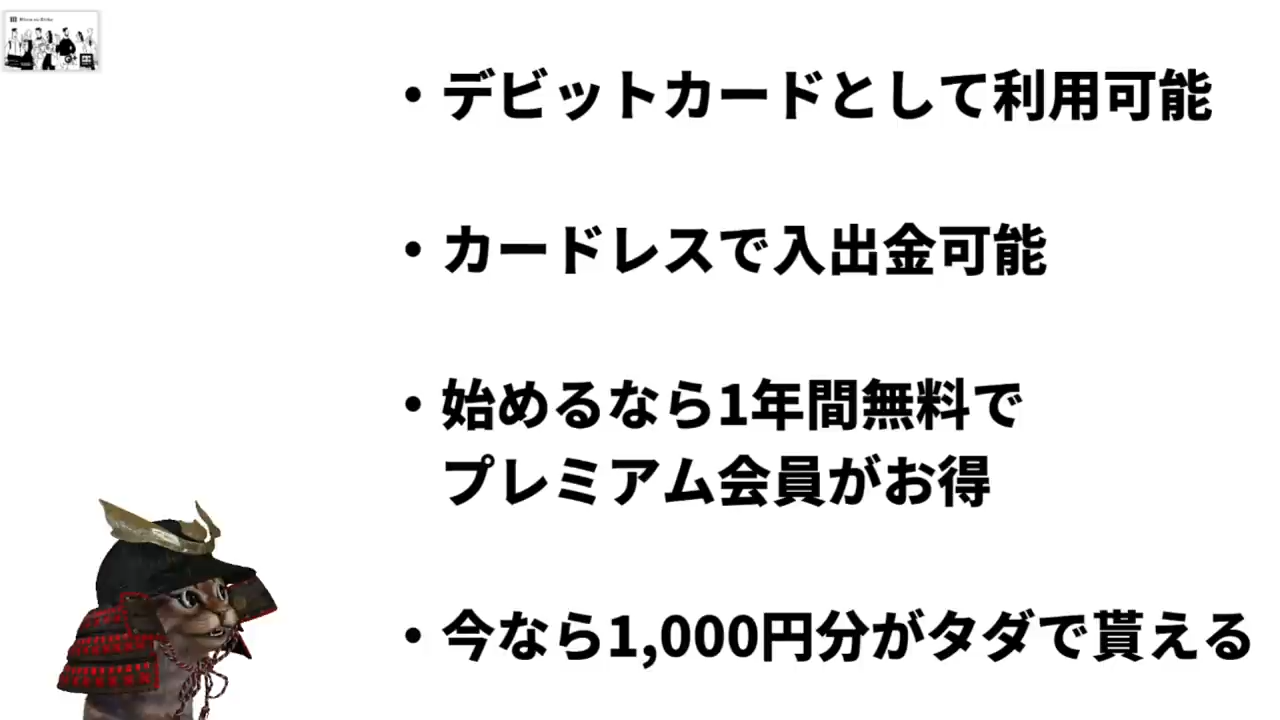 ・デビットカードとして利用可能
・カードレスで入出金可能
・始めるなら1年間無料で
プレミアム会員がお得
・今なら1,000円分がタダで貰える